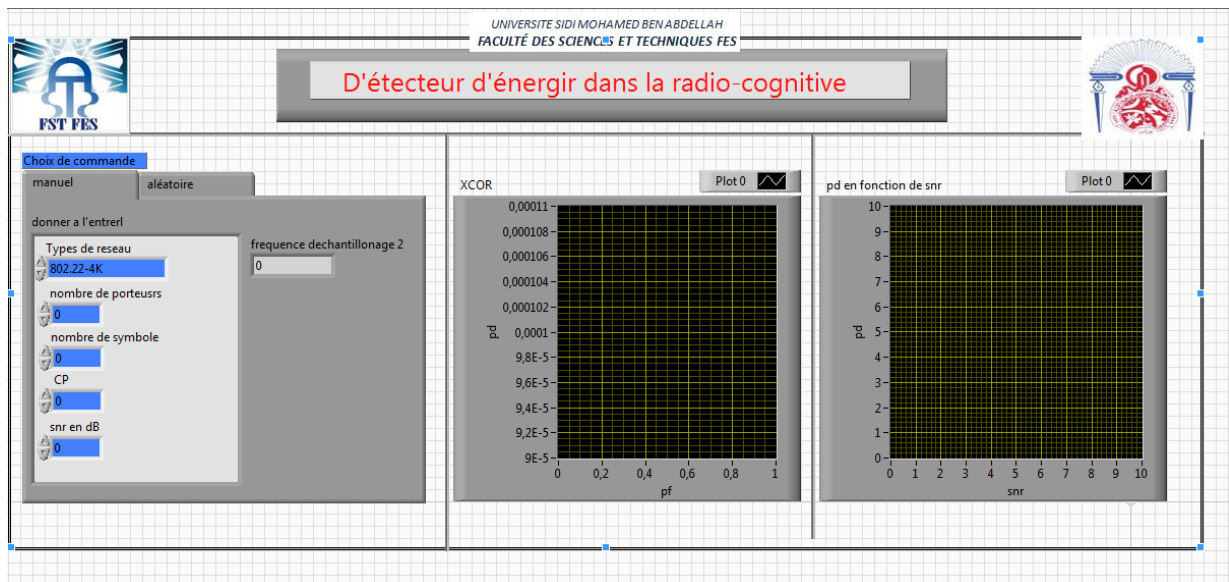 UNIVERSITE SIDI MOHAMED BEN ABDELLAH
FACULTÉ DES SCIENCES ET TECHNIQUES FES
D'étecteur d'énergir dans la radio-cognitive
FST FES
Choix de commande
manuel
aléatoire
donner a l'entrerl
Types de reseau
802.22-4K
nombre de porteusrs
0
nombre de symbole
0
CP
0
snr en dB
0
frequence dechantillonage 2
0
XCOR
Plot 0
0,00011
0,000108
0,000106
0,000104
0,000102
0,0001
9,8E-5
9,6E-5
9,4E-5
9,2E-5
9E-5
pd
0 0,2 0,4 0,6 0,8 1
pf
pd en fonction de snr
Plot 0
10
9
8
7
6
5
4
3
2
1
0
pd
0 1 2 3 4 5 6 7 8 9 10
snr